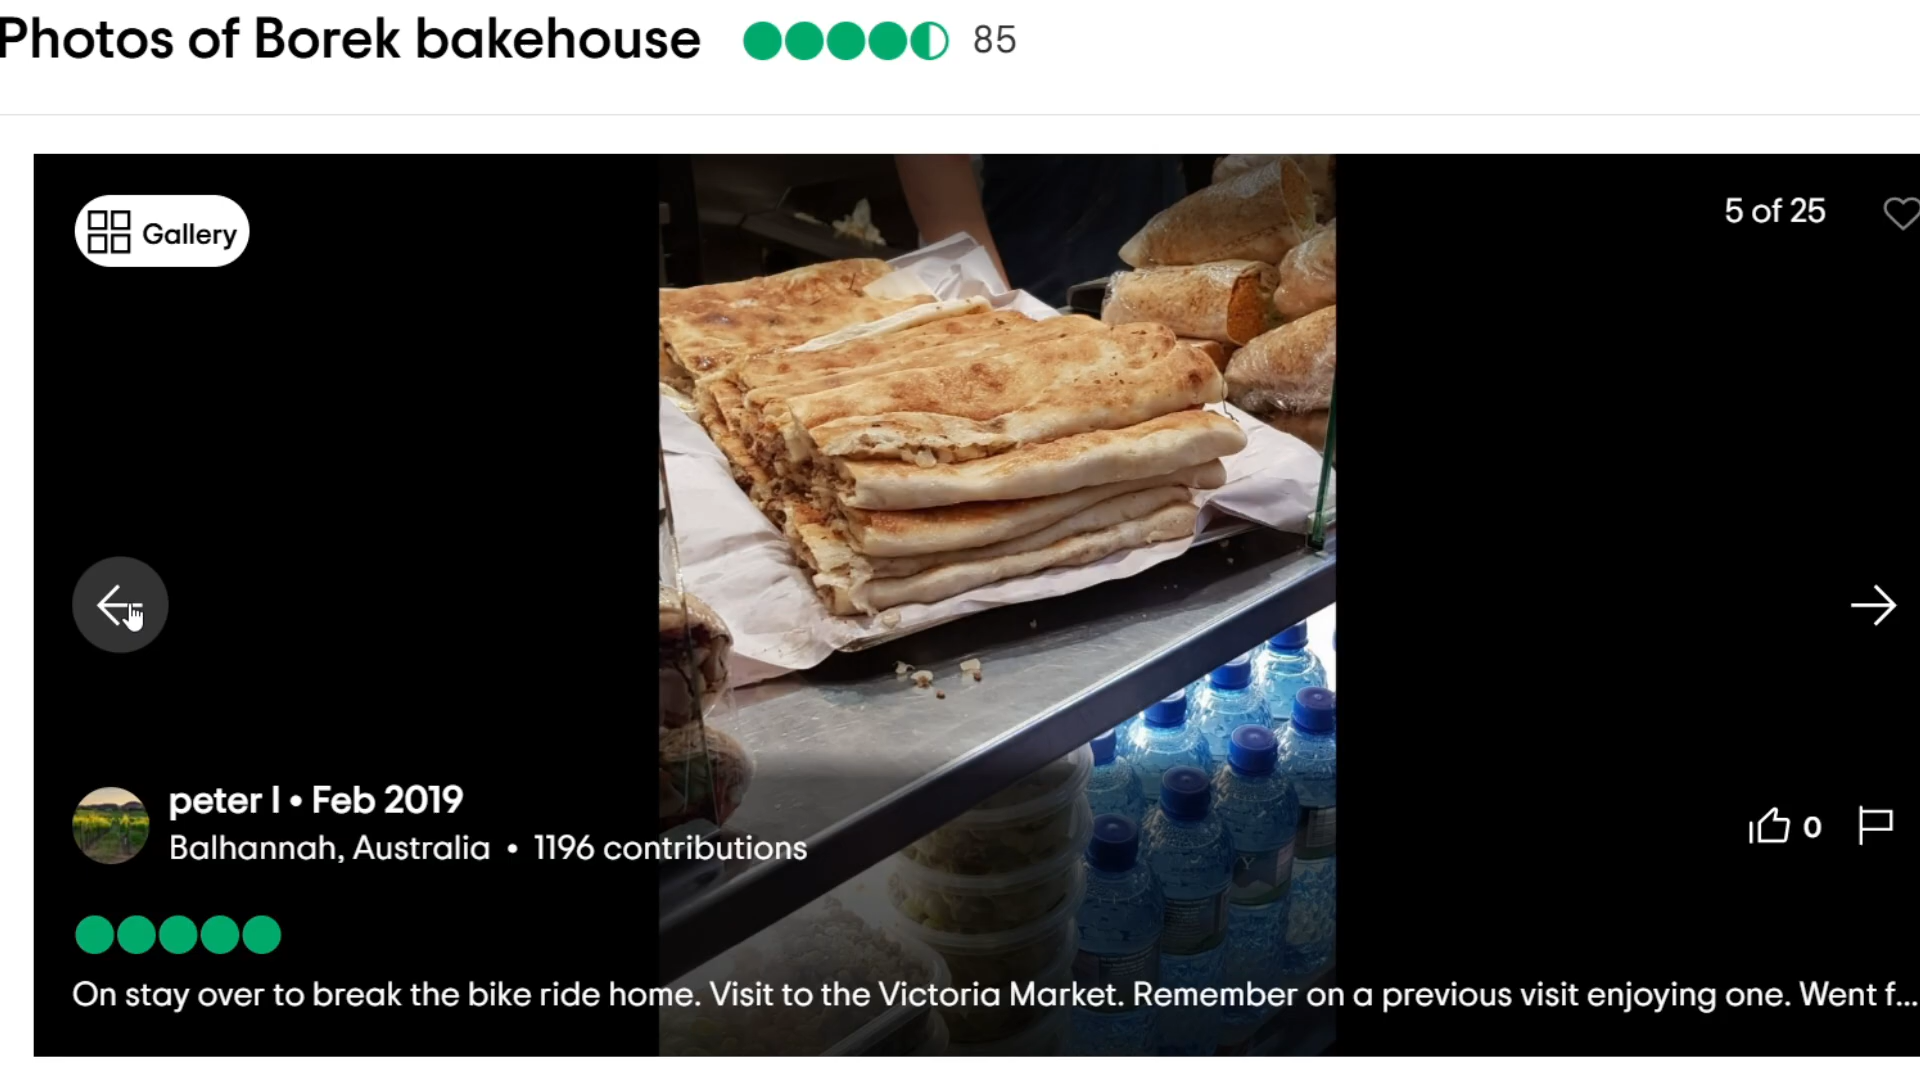 Photos of Borek bakehouse 85
Gallery
5 of 25
peter l • Feb 2019
Balhannah, Australia • 1196 contributions
0
On stay over to break the bike ride home. Visit to the Victoria Market. Remember on a previous visit enjoying one. Went f...